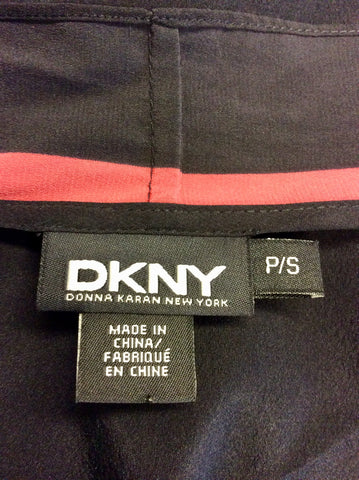 DKNY
DONNA KARAN NEW YORK
P/S
MADE IN
CHINA/
FABRIQUÉ
EN CHINE